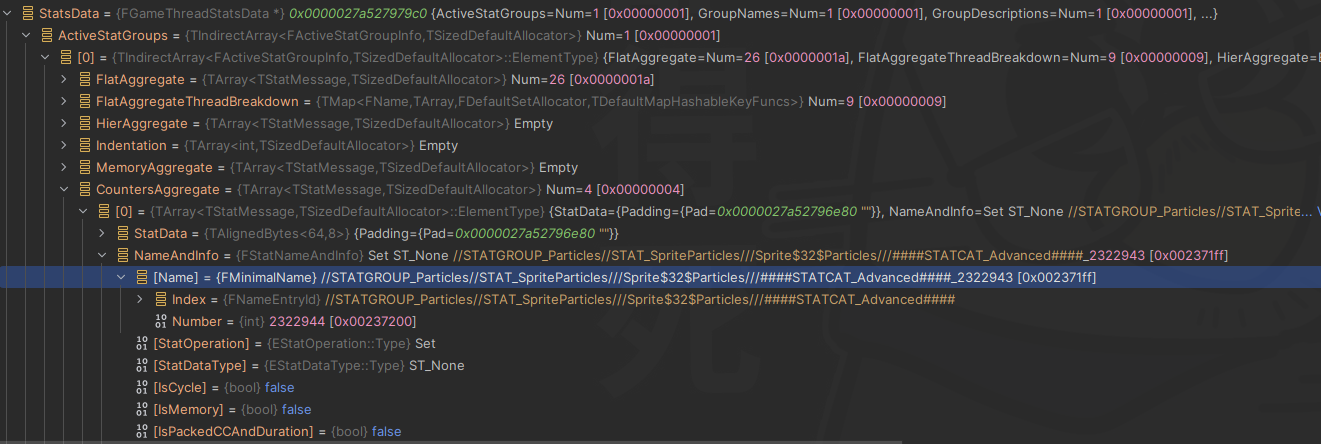 StatsData = {FGameThreadStatsData *} 0x0000027a527979c0 {ActiveStatGroups=Num=1 [0x00000001], GroupNames=Num=1 [0x00000001], GroupDescriptions=Num=1 [0x00000001], ...}
ActiveStatGroups = {TIndirectArray<FActiveStatGroupInfo,TSizedDefaultAllocator>} Num=1 [0x00000001]
[0] = {TIndirectArray<FActiveStatGroupInfo,TSizedDefaultAllocator>::ElementType} {FlatAggregate=Num=26 [0x0000001a], FlatAggregateThreadBreakdown=Num=9 [0x00000009], HierAggregate=E
FlatAggregate = {TArray<TStatMessage,TSizedDefaultAllocator>} Num=26 [0x0000001a]
FlatAggregateThreadBreakdown = {TMap<FName,TArray,FDefaultSetAllocator,TDefaultMapHashableKeyFuncs>} Num=9 [0x00000009]
HierAggregate = {TArray<TStatMessage,TSizedDefaultAllocator>} Empty
Indentation = {TArray<int,TSizedDefaultAllocator>} Empty
MemoryAggregate = {TArray<TStatMessage,TSizedDefaultAllocator>} Empty
CountersAggregate = {TArray<TStatMessage,TSizedDefaultAllocator>} Num=4 [0x00000004]
[0] = {TArray<TStatMessage,TSizedDefaultAllocator>::ElementType} {StatData={Padding={Pad=0x0000027a52796e80 ""}}, NameAndInfo=Set ST_None //STATGROUP_Particles//STAT_Sprite... V
StatData = {TAlignedBytes<64,8>} {Padding={Pad=0x0000027a52796e80 ""}}
NameAndInfo = {FStatNameAndInfo} Set ST_None //STATGROUP_Particles//STAT_SpriteParticles///Sprite$32$Particles///####STATCAT_Advanced####_2322943 [0x002371ff]
[Name] = {FMinimalName} //STATGROUP_Particles//STAT_SpriteParticles///Sprite$32$Particles///####STATCAT_Advanced####_2322943 [0x002371ff]
Index = {FNameEntryId} //STATGROUP_Particles//STAT_SpriteParticles///Sprite$32$Particles///####STATCAT_Advanced####
Number = {int} 2322944 [0x00237200]
[StatOperation] = {EStatOperation::Type} Set
[StatDataType] = {EStatDataType::Type} ST_None
[IsCycle] = {bool} false
[IsMemory] = {bool} false
[IsPackedCCAndDuration] = {bool} false